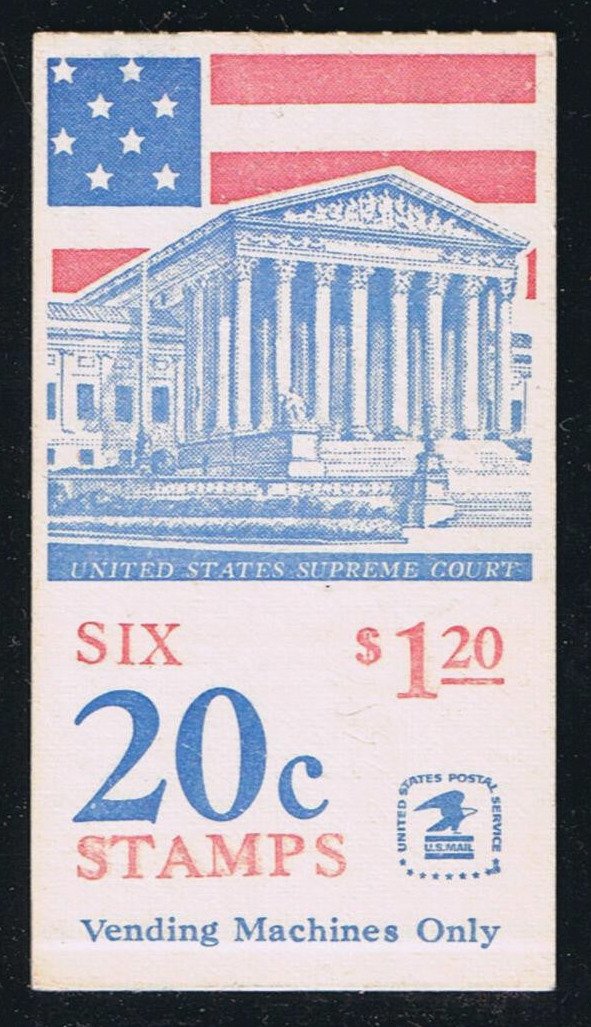 UNITED STATES SUPREME COURT
SIX $1.20
20c
STAMPS
UNITED STATES POSTAL SERVICE
U.S.MAIL
Vending Machines Only